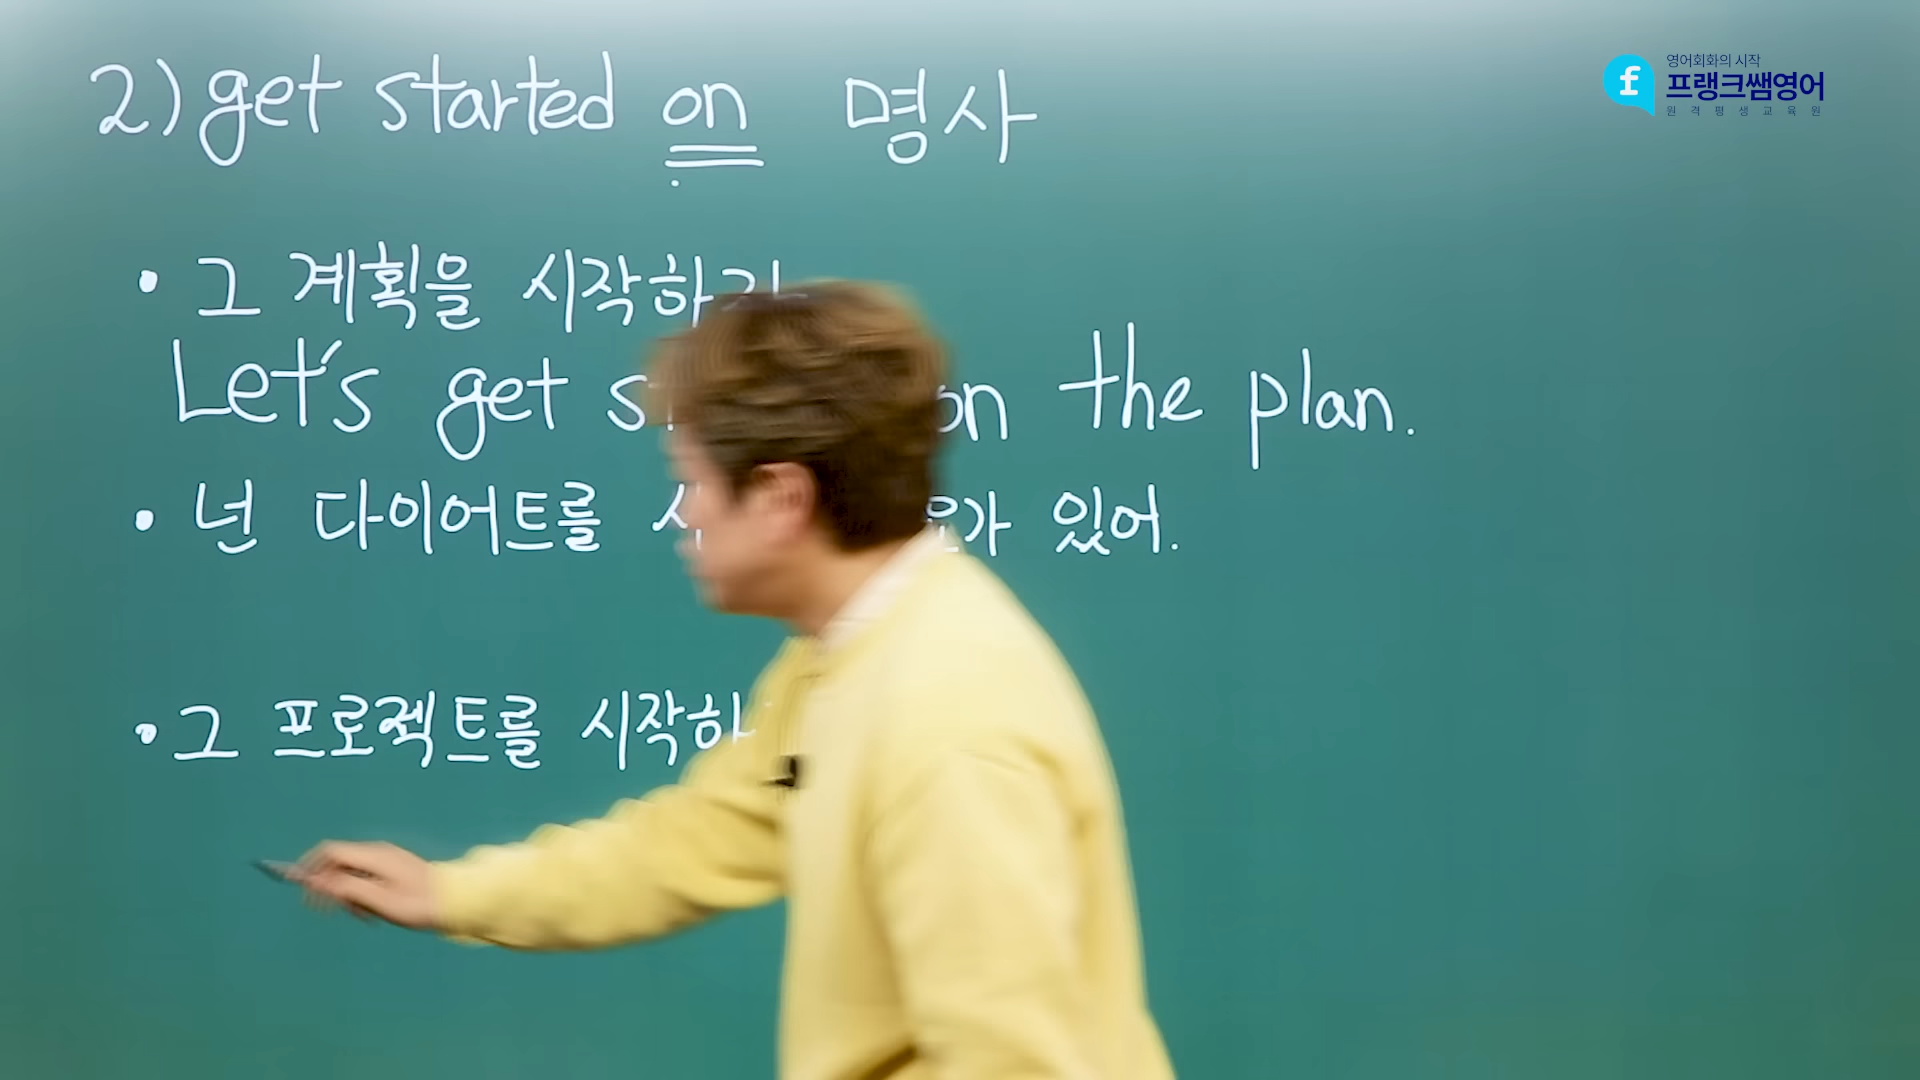 2) get started on 명사
영어회화의 시작
프랭크쌤영어
원격평생교육원
• 그 계획을 시작하자
Let's get on the plan.
• 넌 다이어트를 있어.
• 그 프로젝트를 시작하